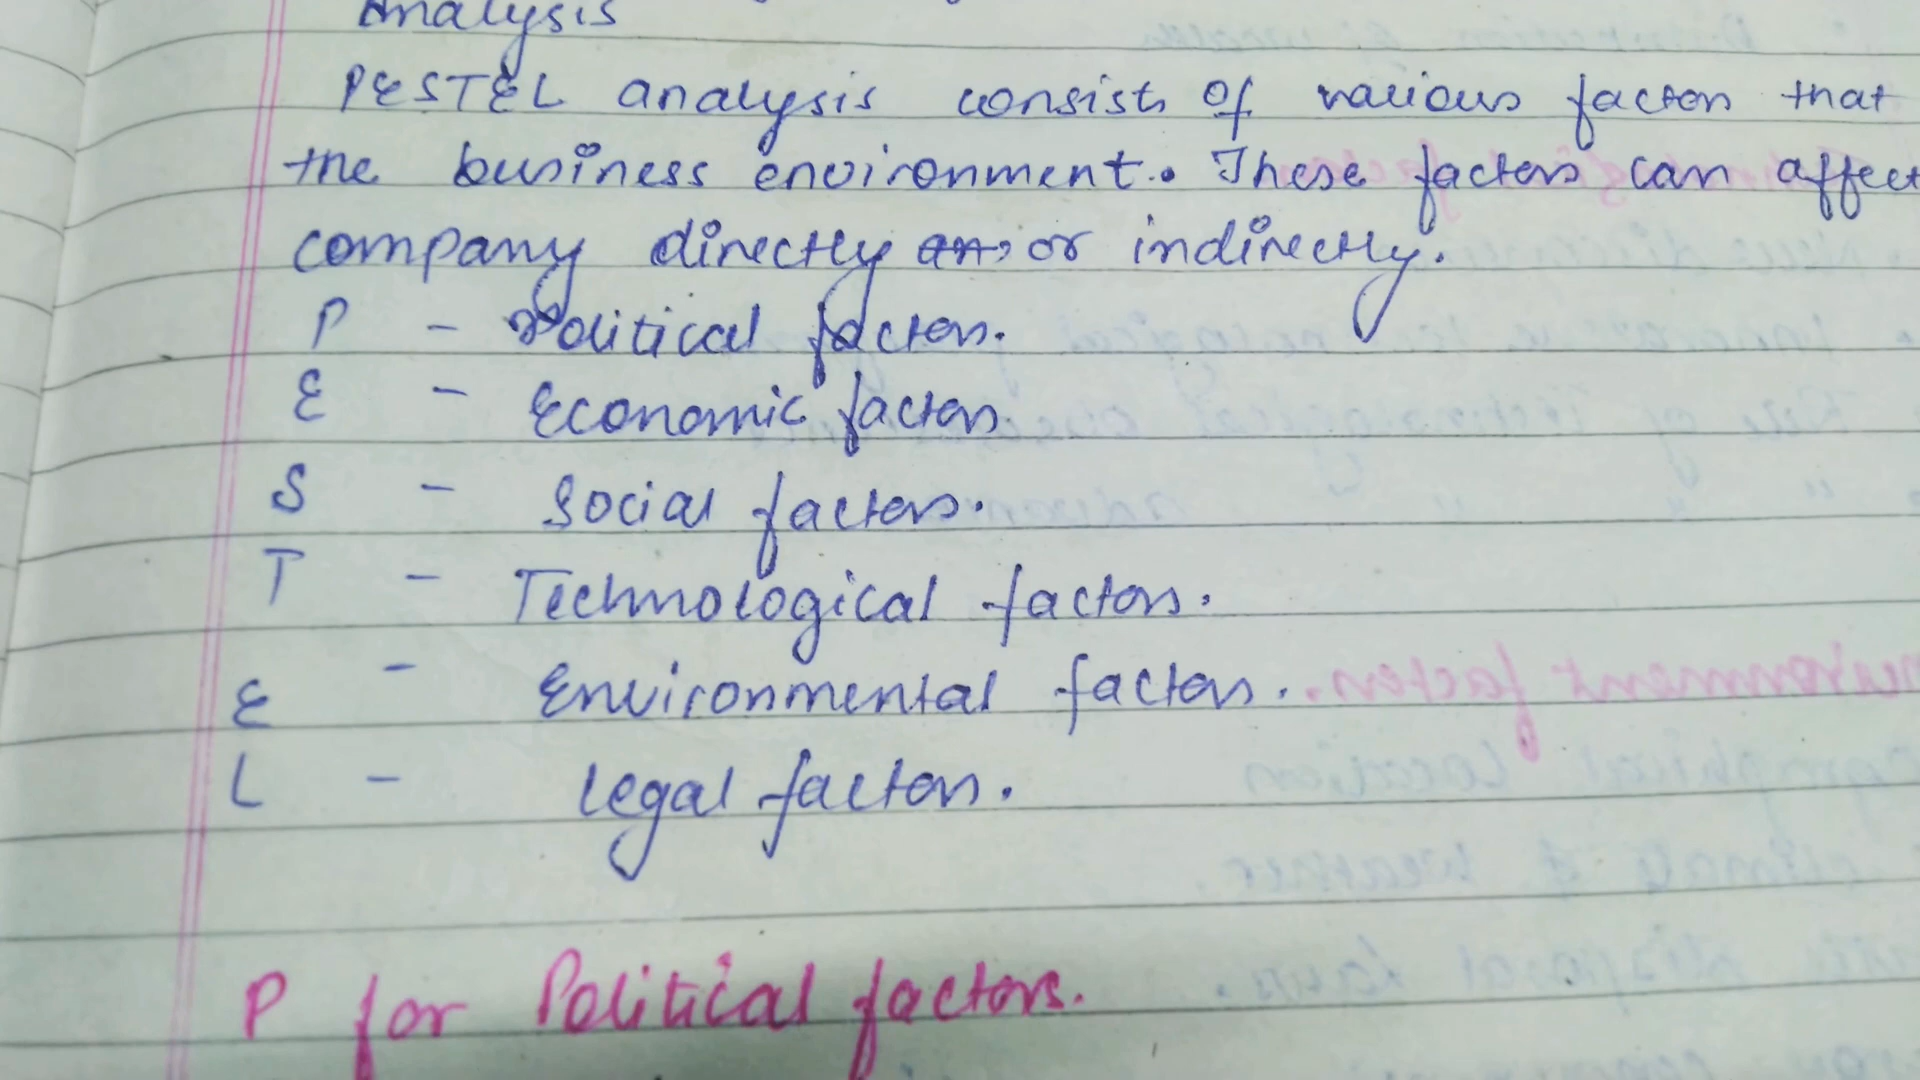 Analysis
PESTEL analysis consists of various factors that
the business environment. These factors can affect
company directly or indirectly.
P - Political factors.
E - Economic factors.
S - Social factors.
T - Technological factors.
E - Environmental factors.
L - Legal factors.
P for Political factors.